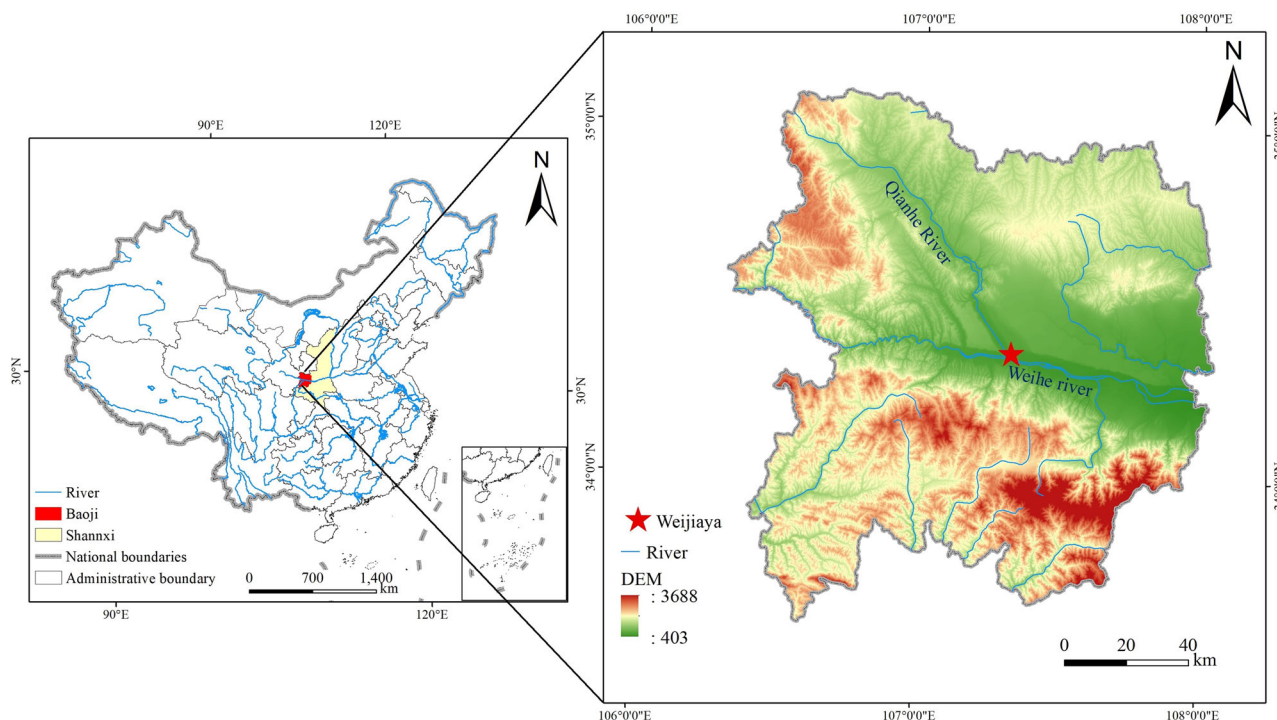 90°E
120°E
N
30°N
30°N
River
Baoji
Shannxi
National boundaries
Administrative boundary
0 700 1,400
km
90°E
120°E
106°0'0"E
107°0'0"E
108°0'0"E
N
35°0'0"N
34°0'0"N
Qianhe River
Weihe river
Weijiaya
River
DEM
: 3688
: 403
0 20 40
km
106°0'0"E
107°0'0"E
108°0'0"E